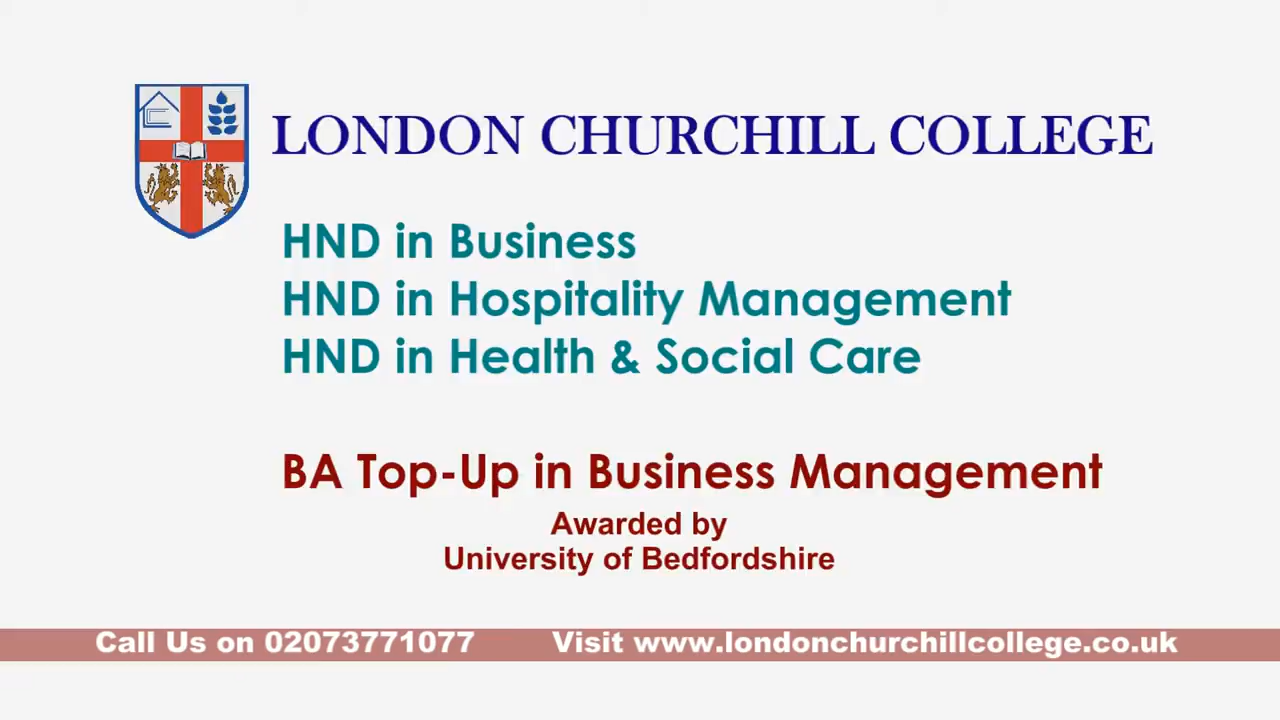 LONDON CHURCHILL COLLEGE
HND in Business
HND in Hospitality Management
HND in Health & Social Care
BA Top-Up in Business Management
Awarded by
University of Bedfordshire
Call Us on 02073771077 Visit www.londonchurchillcollege.co.uk